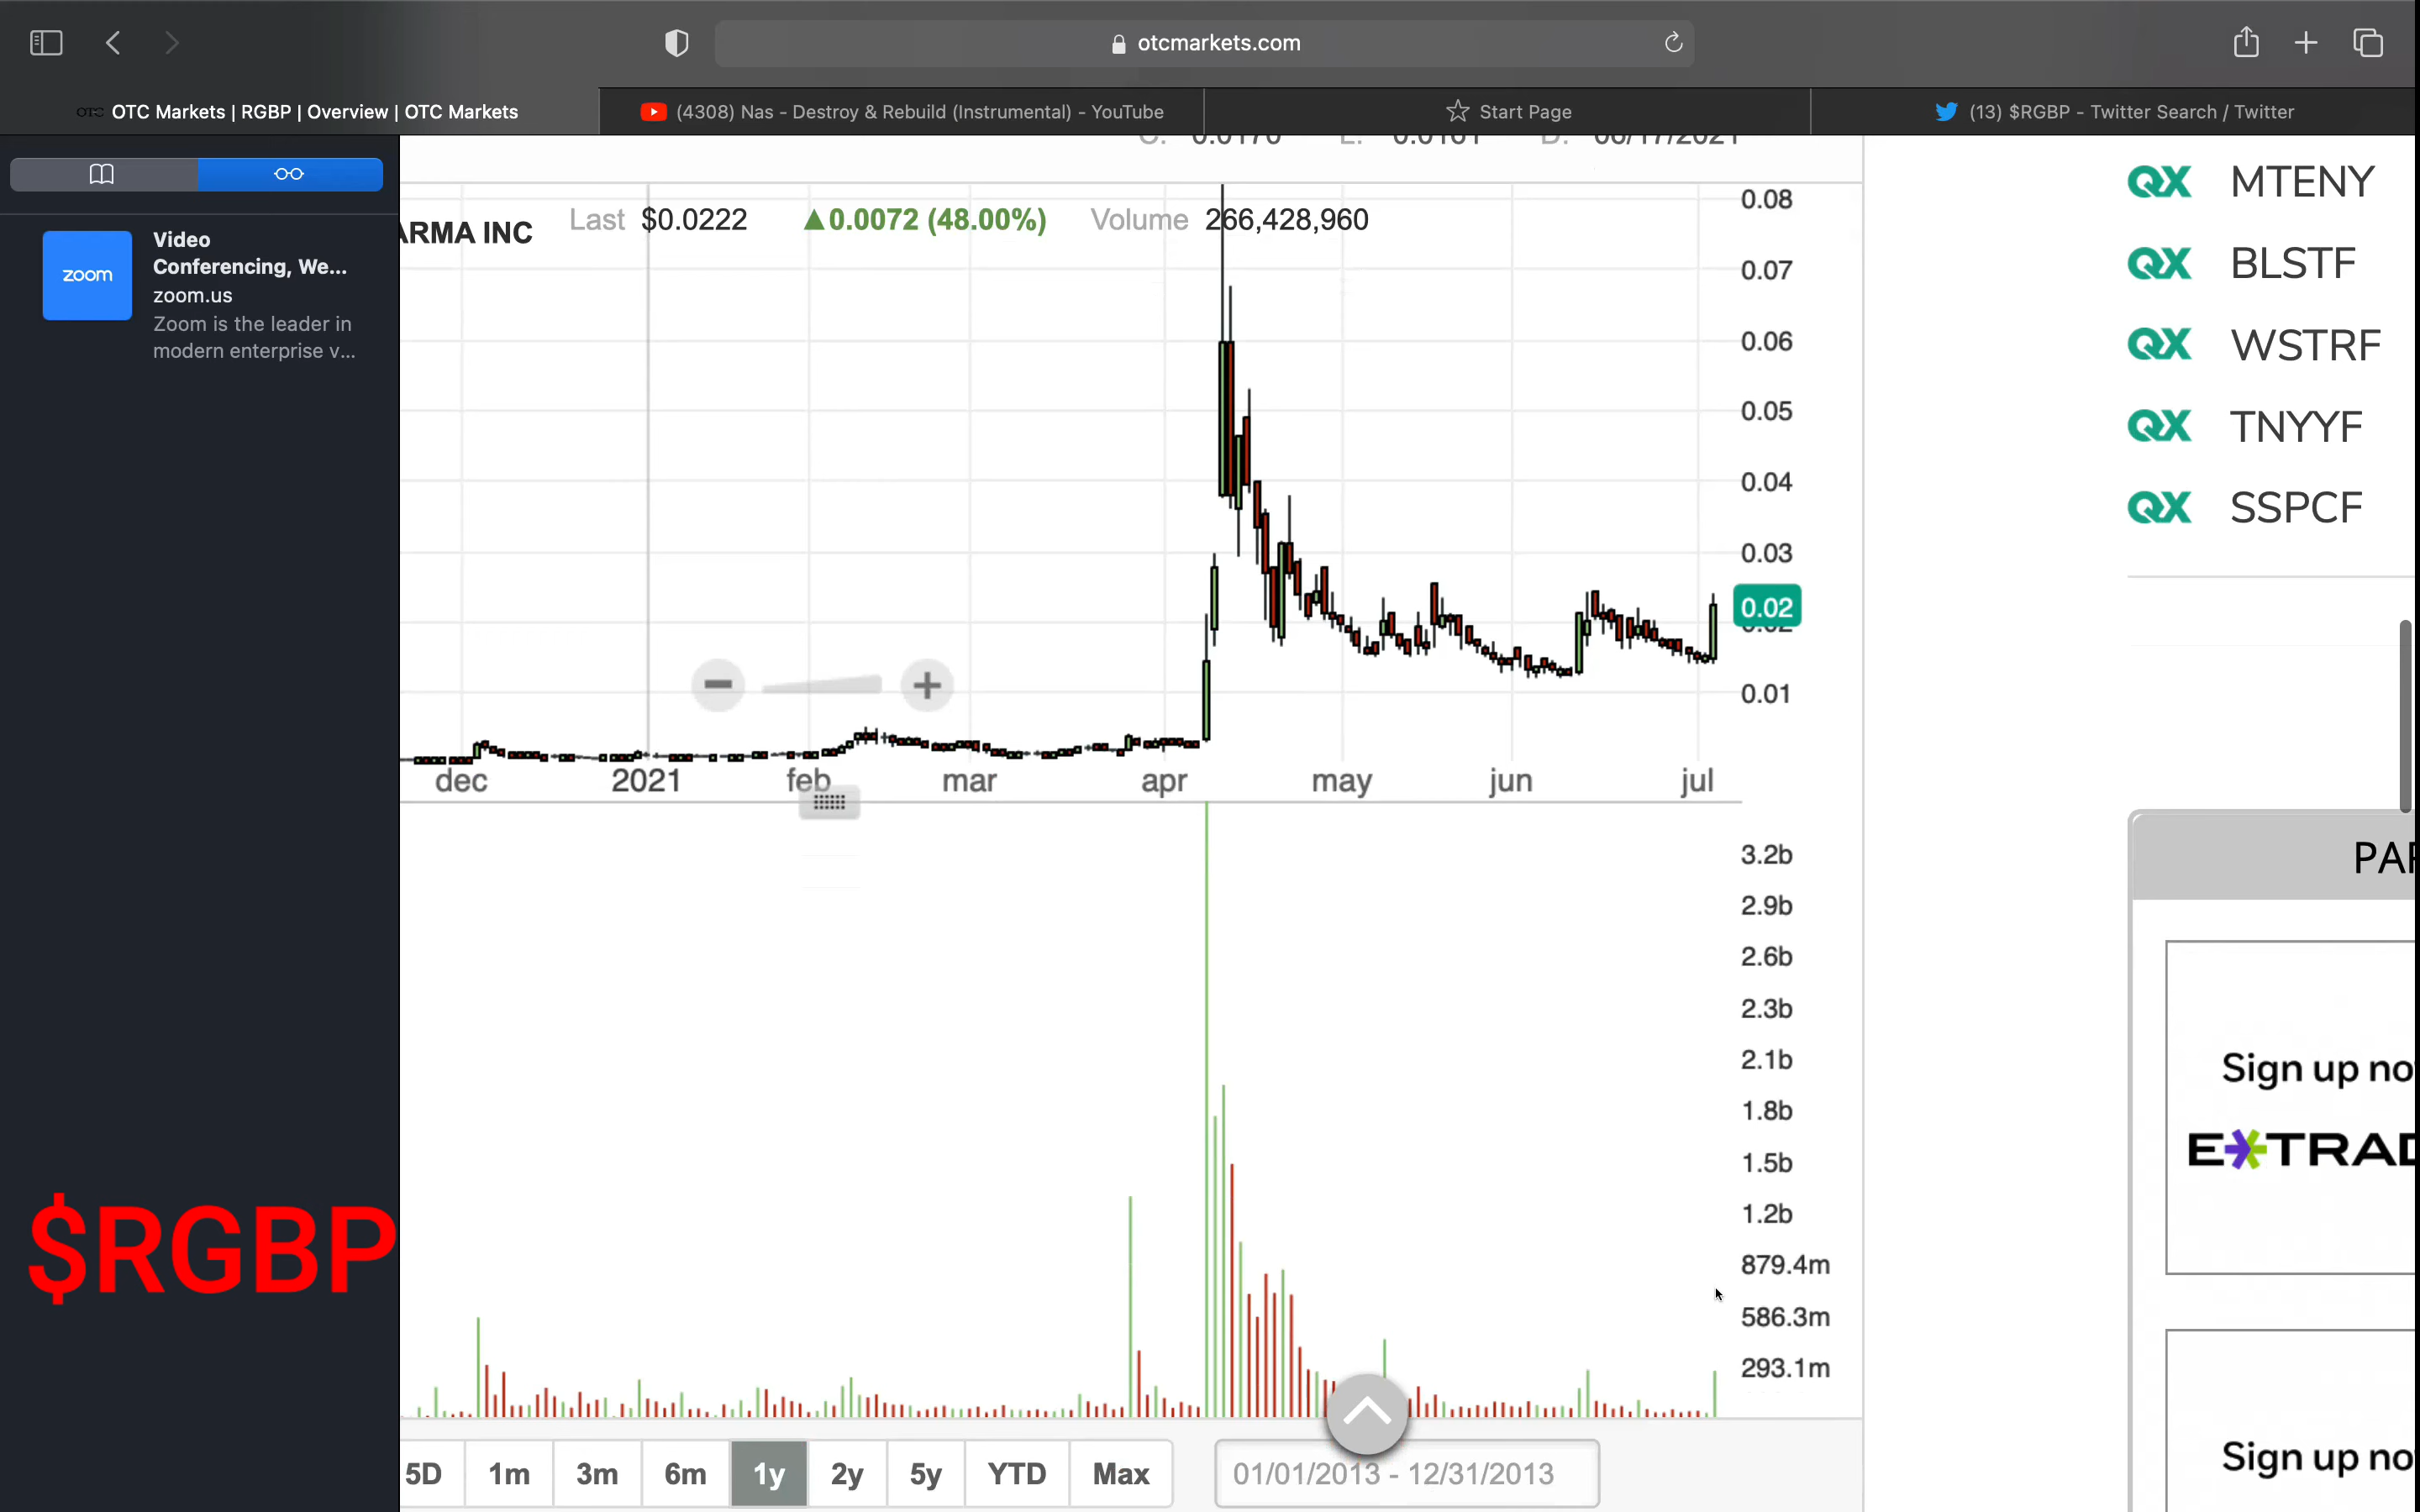 otcmarkets.com
OTC Markets | RGBP | Overview | OTC Markets
(4308) Nas - Destroy & Rebuild (Instrumental) - YouTube
Start Page
(13) $RGBP - Twitter Search / Twitter
zoom
Video
Conferencing, We...
zoom.us
Zoom is the leader in
modern enterprise v...
$RGBP
ARMA INC Last $0.0222 ▲0.0072 (48.00%) Volume 266,428,960
0.08
0.07
0.06
0.05
0.04
0.03
0.02
0.01
dec 2021 feb mar apr may jun jul
3.2b
2.9b
2.6b
2.3b
2.1b
1.8b
1.5b
1.2b
879.4m
586.3m
293.1m
5D 1m 3m 6m 1y 2y 5y YTD Max
01/01/2013 - 12/31/2013
QX MTENY
QX BLSTF
QX WSTRF
QX TNYYF
QX SSPCF
Sign up no
E*TRAD
Sign up no